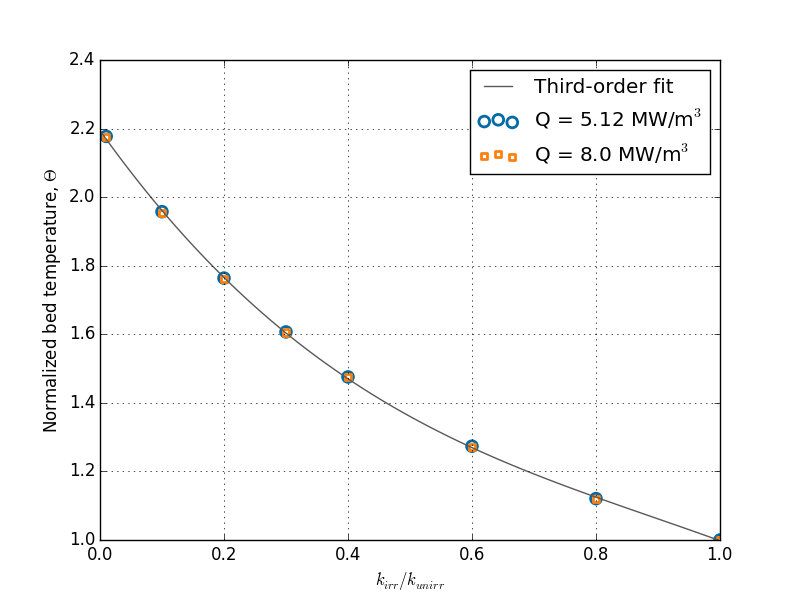 2.4
2.2
2.0
1.8
1.6
1.4
1.2
1.0
Normalized bed temperature, Θ
Third-order fit
Q = 5.12 MW/m³
Q = 8.0 MW/m³
0.0 0.2 0.4 0.6 0.8 1.0
k_irr/k_unirr